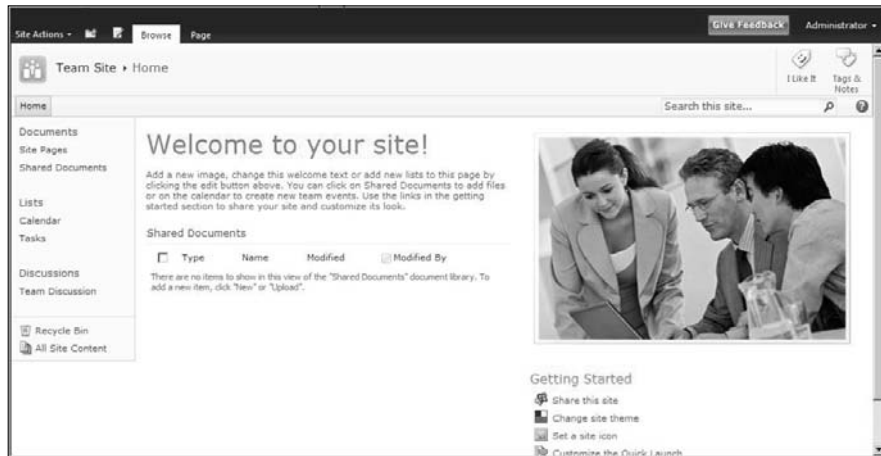 Site Actions
Browse
Page
Give Feedback
Administrator
Team Site ▸ Home
I Like It
Tags &
Notes
Home
Search this site...
Documents
Site Pages
Shared Documents
Lists
Calendar
Tasks
Discussions
Team Discussion
Recycle Bin
All Site Content
Welcome to your site!
Add a new image, change this welcome text or add new lists to this page by
clicking the edit button above. You can click on Shared Documents to add files
or on the calendar to create new team events. Use the links in the getting
started section to share your site and customize its look.
Shared Documents
Type Name Modified Modified By
There are no items to show in this view of the "Shared Documents" document library. To
add a new item, click "New" or "Upload".
Getting Started
Share this site
Change site theme
Set a site icon
Customize the Quick Launch